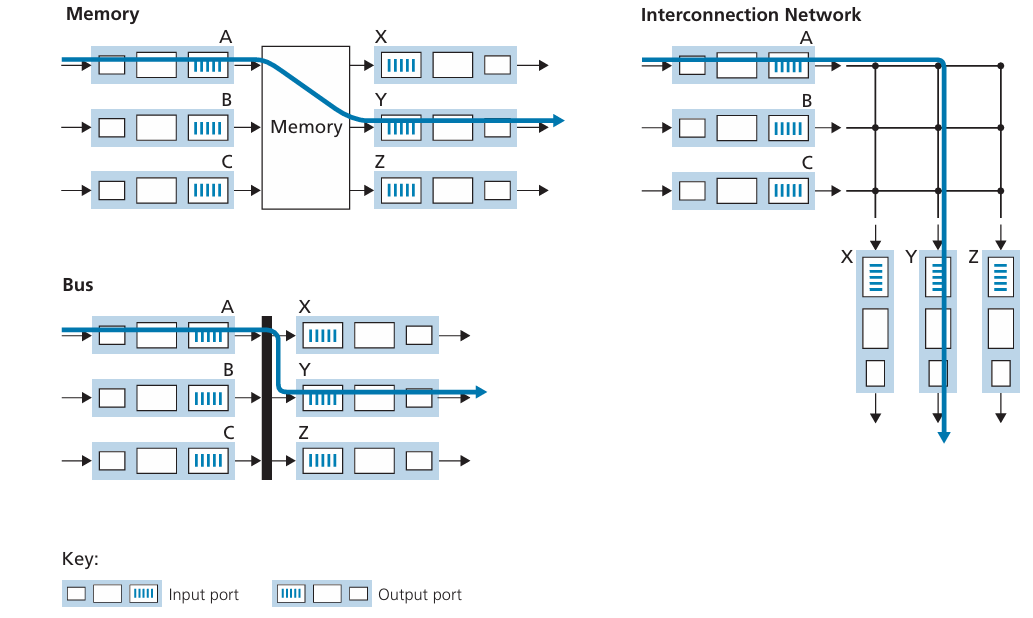 Memory
A
X
B
Y
Memory
C
Z
Interconnection Network
A
B
C
X
Y
Z
Bus
A
X
B
Y
C
Z
Key:
Input port
Output port